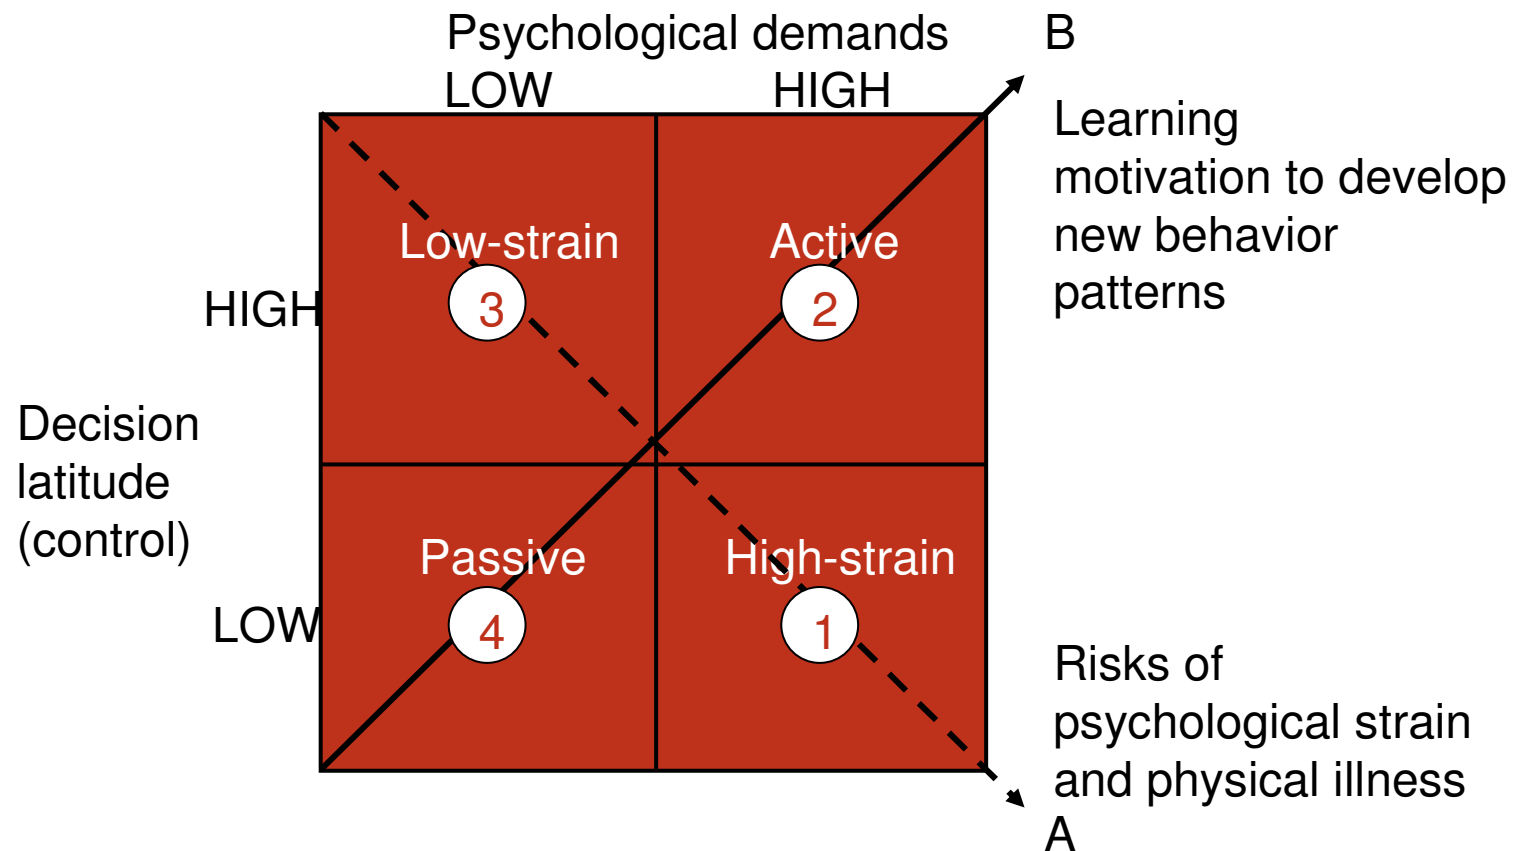 Psychological demands
B
LOW
HIGH
Learning
motivation to develop
new behavior
patterns
Low-strain
Active
3
2
HIGH
Decision
latitude
(control)
Passive
High-strain
4
1
LOW
Risks of
psychological strain
and physical illness
A